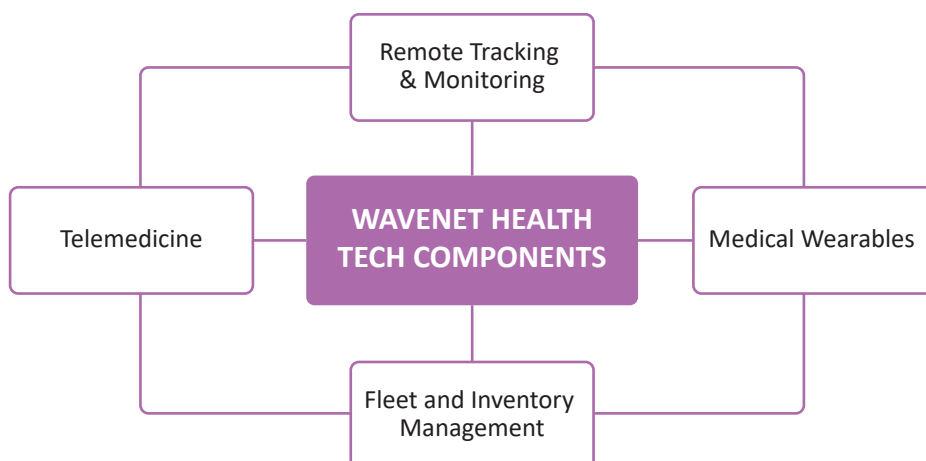 Remote Tracking
& Monitoring
Telemedicine
WAVENET HEALTH
TECH COMPONENTS
Medical Wearables
Fleet and Inventory
Management